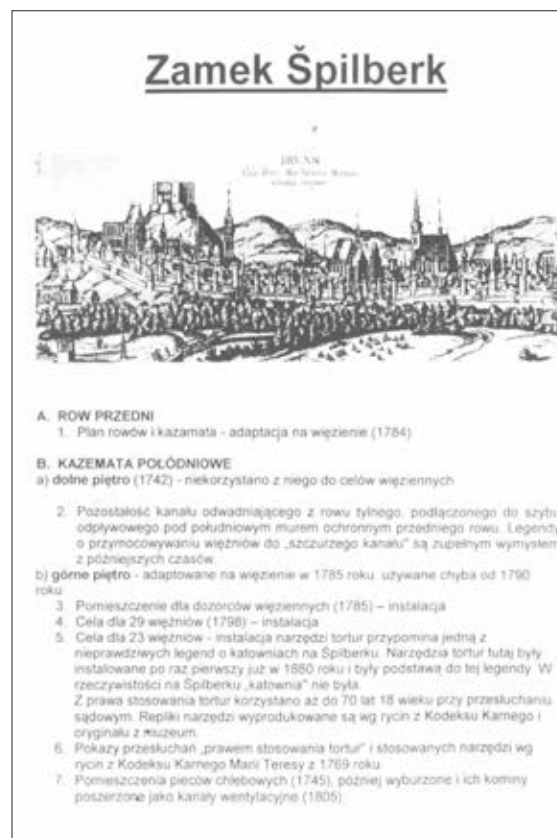 Zamek Špilberk
A. ROW PRZEDNI
1. Plan rowów i kazamata - adaptacja na więzienie (1784)
B. KAZEMATA POŁÓDNIOWE
a) dolne piętro (1742) - niekorzystano z niego do celów więziennych
2. Pozostałość kanału odwadniającego z rowu tylnego, podłączonego do szybu
odpływowego pod południowym murem ochronnym przedniego rowu. Legendy
o przymocowywaniu więźniów do „szczurzego kanału" są zupełnym wymysłem
z późniejszych czasów.
b) górne piętro - adaptowane na więzienie w 1785 roku, używane chyba od 1790
roku
3. Pomieszczenie dla dozorców więziennych (1785) – instalacja
4. Cela dla 29 więźniów (1798) – instalacja
5. Cela dla 23 więźniów - instalacja narzędzi tortur przypomina jedną z
nieprawdziwych legend o katowniach na Špilberku. Narzędzia tortur tutaj były
instalowane po raz pierwszy już w 1880 roku i były podstawą do tej legendy. W
rzeczywistości na Špilberku „katownia" nie była.
Z prawa stosowania tortur korzystano aż do 70 lat 18 wieku przy przesłuchaniu
sądowym. Repliki narzędzi wyprodukowane są wg rycin z Kodeksu Karnego i
oryginału z muzeum.
6. Pokazy przesłuchań „prawem stosowania tortur" i stosowanych narzędzi wg
rycin z Kodeksu Karnego Marii Teresy z 1769 roku.
7. Pomieszczenia pieców chlebowych (1745), później wyburzone i ich kominy
poszerzone jako kanały wentylacyjne (1805).